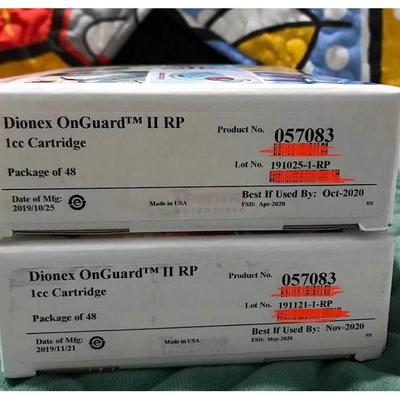 Dionex OnGuard™ II RP
1cc Cartridge
Package of 48
Product No. 057083
Lot No. 191025-1-RP
Date of Mfg:
2019/10/25
Made in USA
Best If Used By: Oct-2020
FSD: Apr-2020
RE
Dionex OnGuard™ II RP
1cc Cartridge
Package of 48
Product No. 057083
Lot No. 191121-1-RP
Date of Mfg:
2019/11/21
Made in USA
Best If Used By: Nov-2020
FSD: May-2020
RE